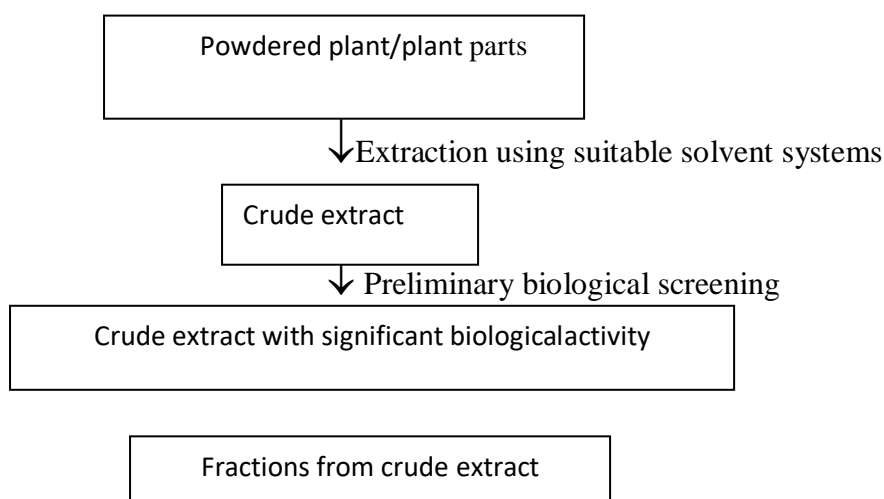 Powdered plant/plant parts
Extraction using suitable solvent systems
Crude extract
Preliminary biological screening
Crude extract with significant biologicalactivity
Fractions from crude extract